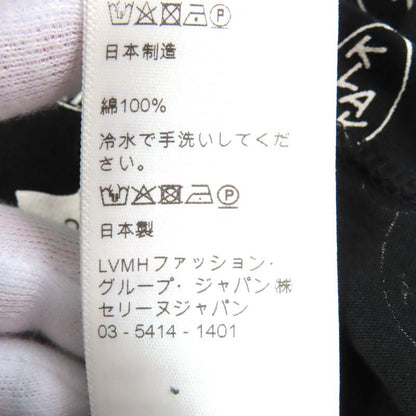 日本制造
綿100%
冷水で手洗いしてくだ
さい。
日本製
LVMHファッション・
グループ・ジャパン㈱
セリーヌジャパン
03 - 5414 - 1401